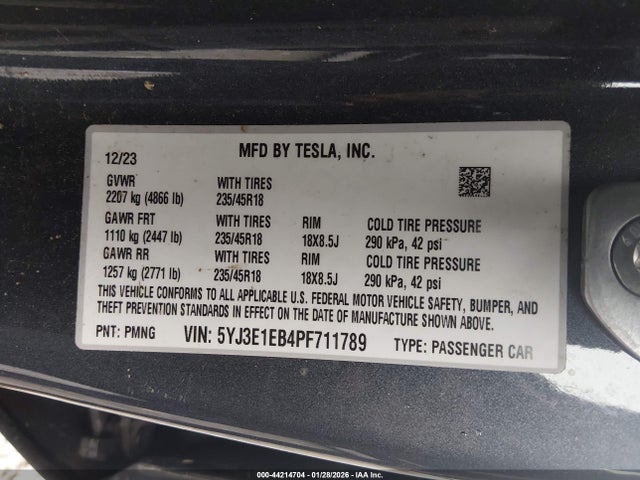 MFD BY TESLA, INC.
12/23
GVWR WITH TIRES
2207 kg (4866 lb) 235/45R18
GAWR FRT WITH TIRES RIM COLD TIRE PRESSURE
1110 kg (2447 lb) 235/45R18 18X8.5J 290 kPa, 42 psi
GAWR RR WITH TIRES RIM COLD TIRE PRESSURE
1257 kg (2771 lb) 235/45R18 18X8.5J 290 kPa, 42 psi
THIS VEHICLE CONFORMS TO ALL APPLICABLE U.S. FEDERAL MOTOR VEHICLE SAFETY, BUMPER, AND
THEFT PREVENTION STANDARDS IN EFFECT ON THE DATE OF MANUFACTURE SHOWN ABOVE.
PNT: PMNG VIN: 5YJ3E1EB4PF711789 TYPE: PASSENGER CAR
000-44214704 | 01/28/2026 - IAA Inc.